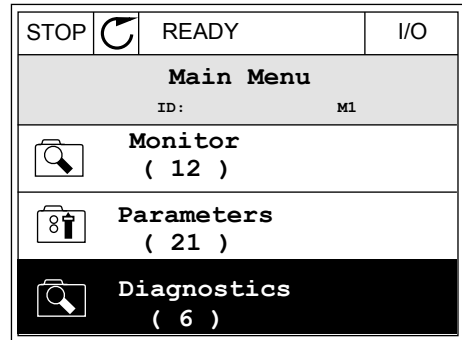 STOP READY I/O
Main Menu
ID: M1
Monitor
( 12 )
Parameters
( 21 )
Diagnostics
( 6 )